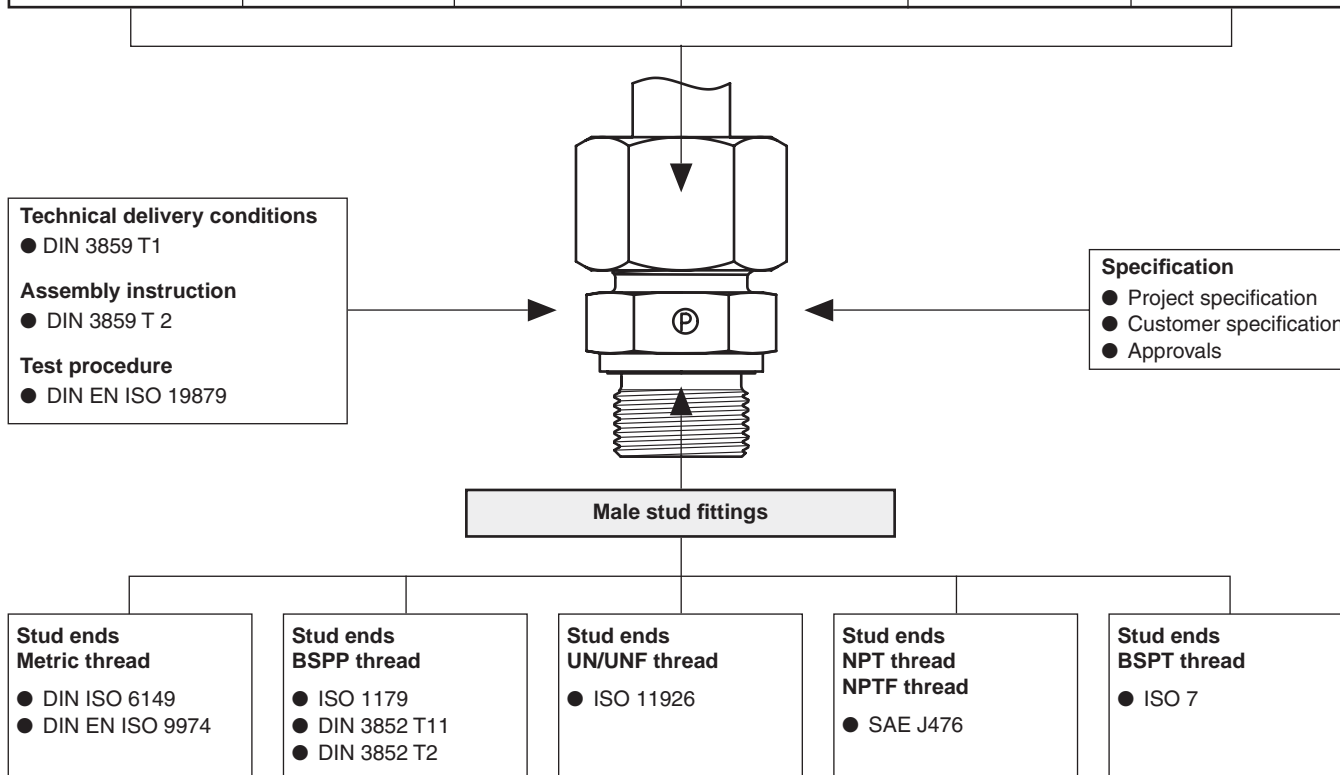 Technical delivery conditions
● DIN 3859 T1
Assembly instruction
● DIN 3859 T 2
Test procedure
● DIN EN ISO 19879
Specification
● Project specification
● Customer specification
● Approvals
P
Male stud fittings
Stud ends
Metric thread
● DIN ISO 6149
● DIN EN ISO 9974
Stud ends
BSPP thread
● ISO 1179
● DIN 3852 T11
● DIN 3852 T2
Stud ends
UN/UNF thread
● ISO 11926
Stud ends
NPT thread
NPTF thread
● SAE J476
Stud ends
BSPT thread
● ISO 7